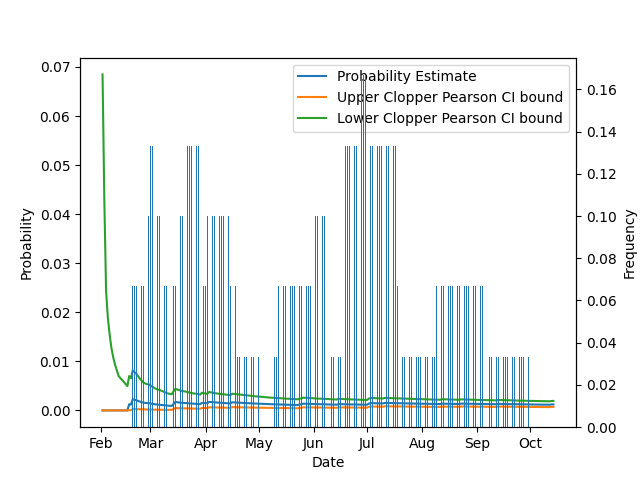 Probability Estimate
Upper Clopper Pearson CI bound
Lower Clopper Pearson CI bound
0.07
0.06
0.05
0.04
0.03
0.02
0.01
0.00
Probability
0.16
0.14
0.12
0.10
0.08
0.06
0.04
0.02
0.00
Frequency
Feb Mar Apr May Jun Jul Aug Sep Oct
Date